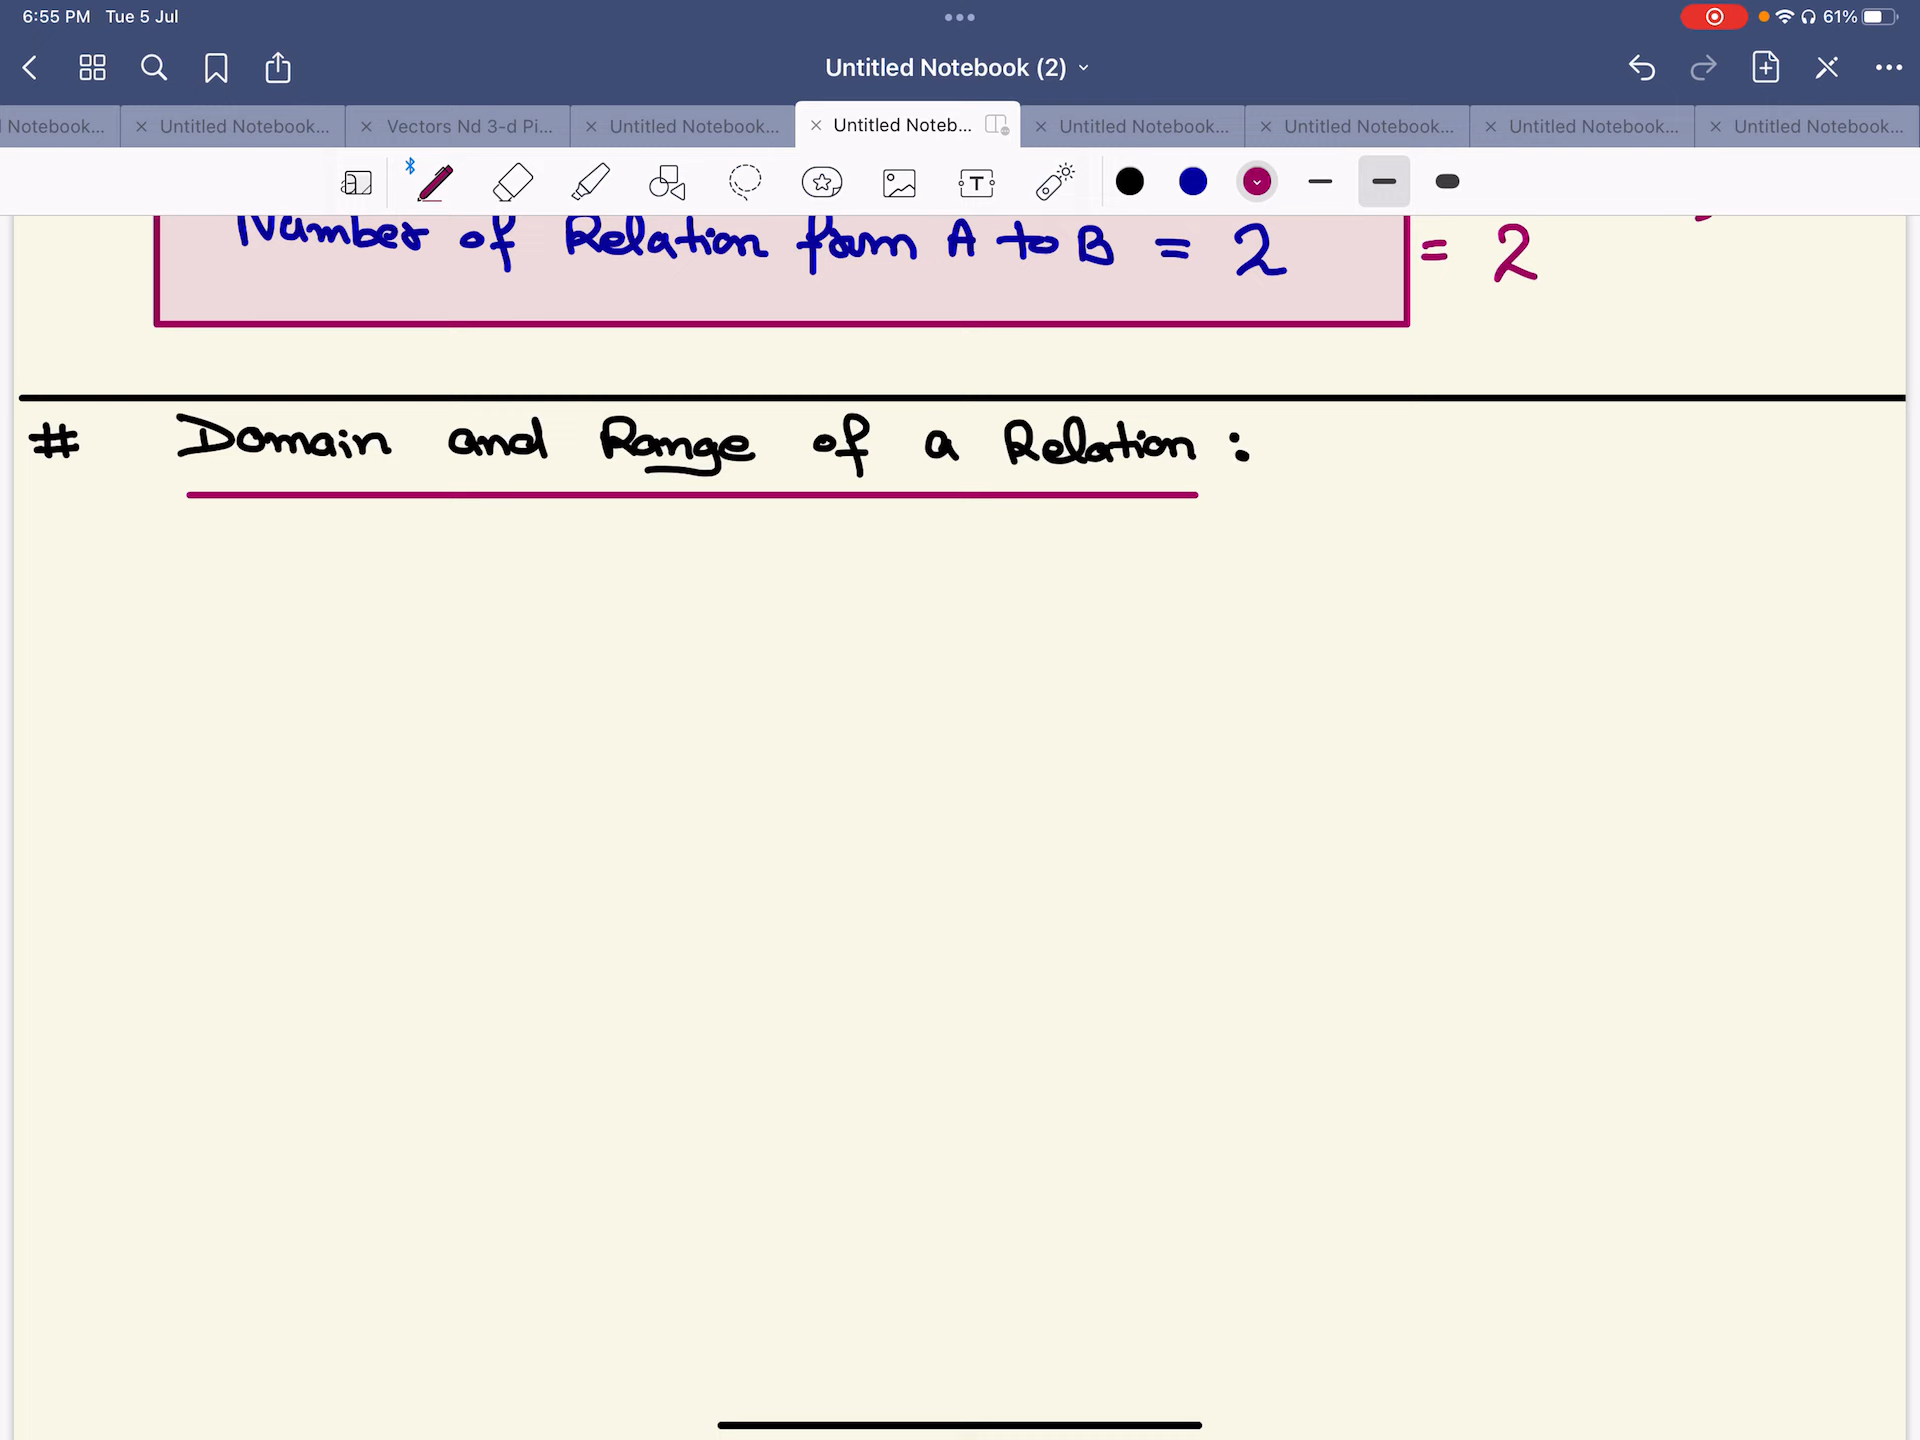 6:55 PM Tue 5 Jul
61%
Untitled Notebook (2)
Notebook... Untitled Notebook... Vectors Nd 3-d Pi... Untitled Notebook... Untitled Noteb... Untitled Notebook... Untitled Notebook... Untitled Notebook... Untitled Notebook...
Number of Relation from A to B = 2 = 2
# Domain and Range of a Relation :